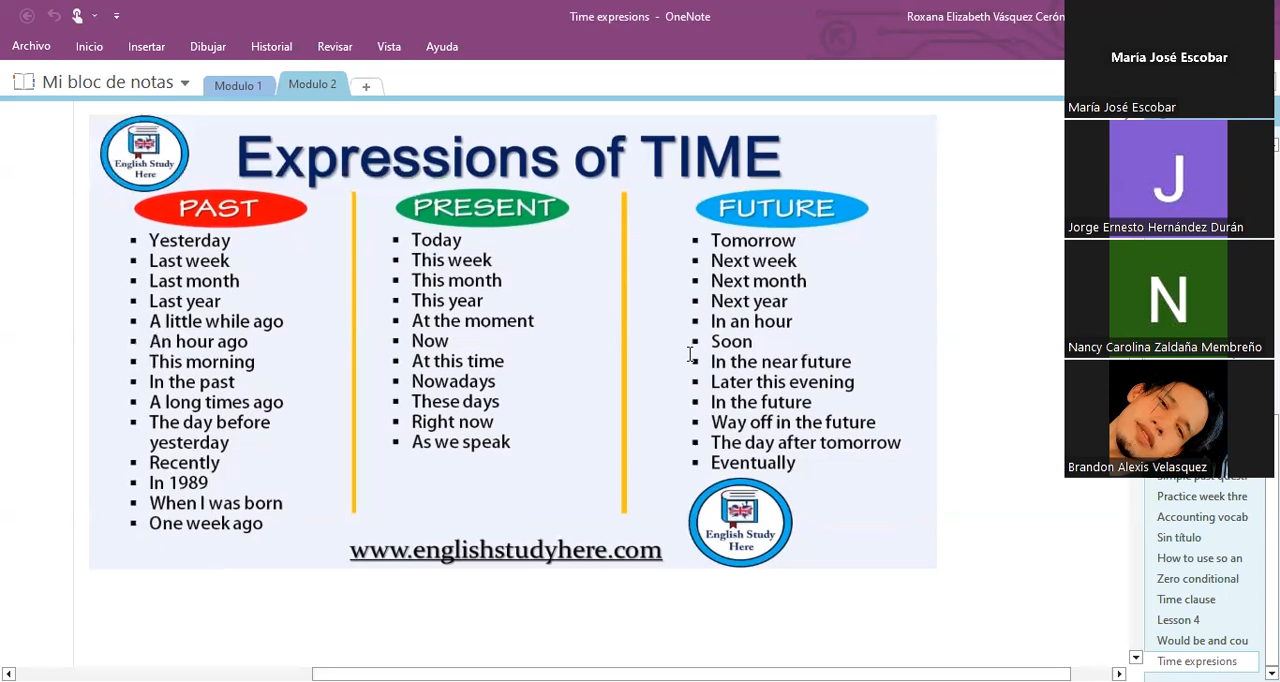 Time expresions - OneNote
Roxana Elizabeth Vásquez Cerón
Archivo Inicio Insertar Dibujar Historial Revisar Vista Ayuda
Mi bloc de notas
Modulo 1
Modulo 2
English Study
Here
Expressions of TIME
PAST
Yesterday
Last week
Last month
Last year
A little while ago
An hour ago
This morning
In the past
A long times ago
The day before
yesterday
Recently
In 1989
When I was born
One week ago
PRESENT
Today
This week
This month
This year
At the moment
Now
At this time
Nowadays
These days
Right now
As we speak
FUTURE
Tomorrow
Next week
Next month
Next year
In an hour
Soon
In the near future
Later this evening
In the future
Way off in the future
The day after tomorrow
Eventually
English Study
Here
www.englishstudyhere.com
María José Escobar
María José Escobar
J
Jorge Ernesto Hernández Durán
N
Nancy Carolina Zaldaña Membreño
Brandon Alexis Velasquez
Simple past questi
Practice week thre
Accounting vocab
Sin título
How to use so an
Zero conditional
Time clause
Lesson 4
Would be and cou
Time expresions